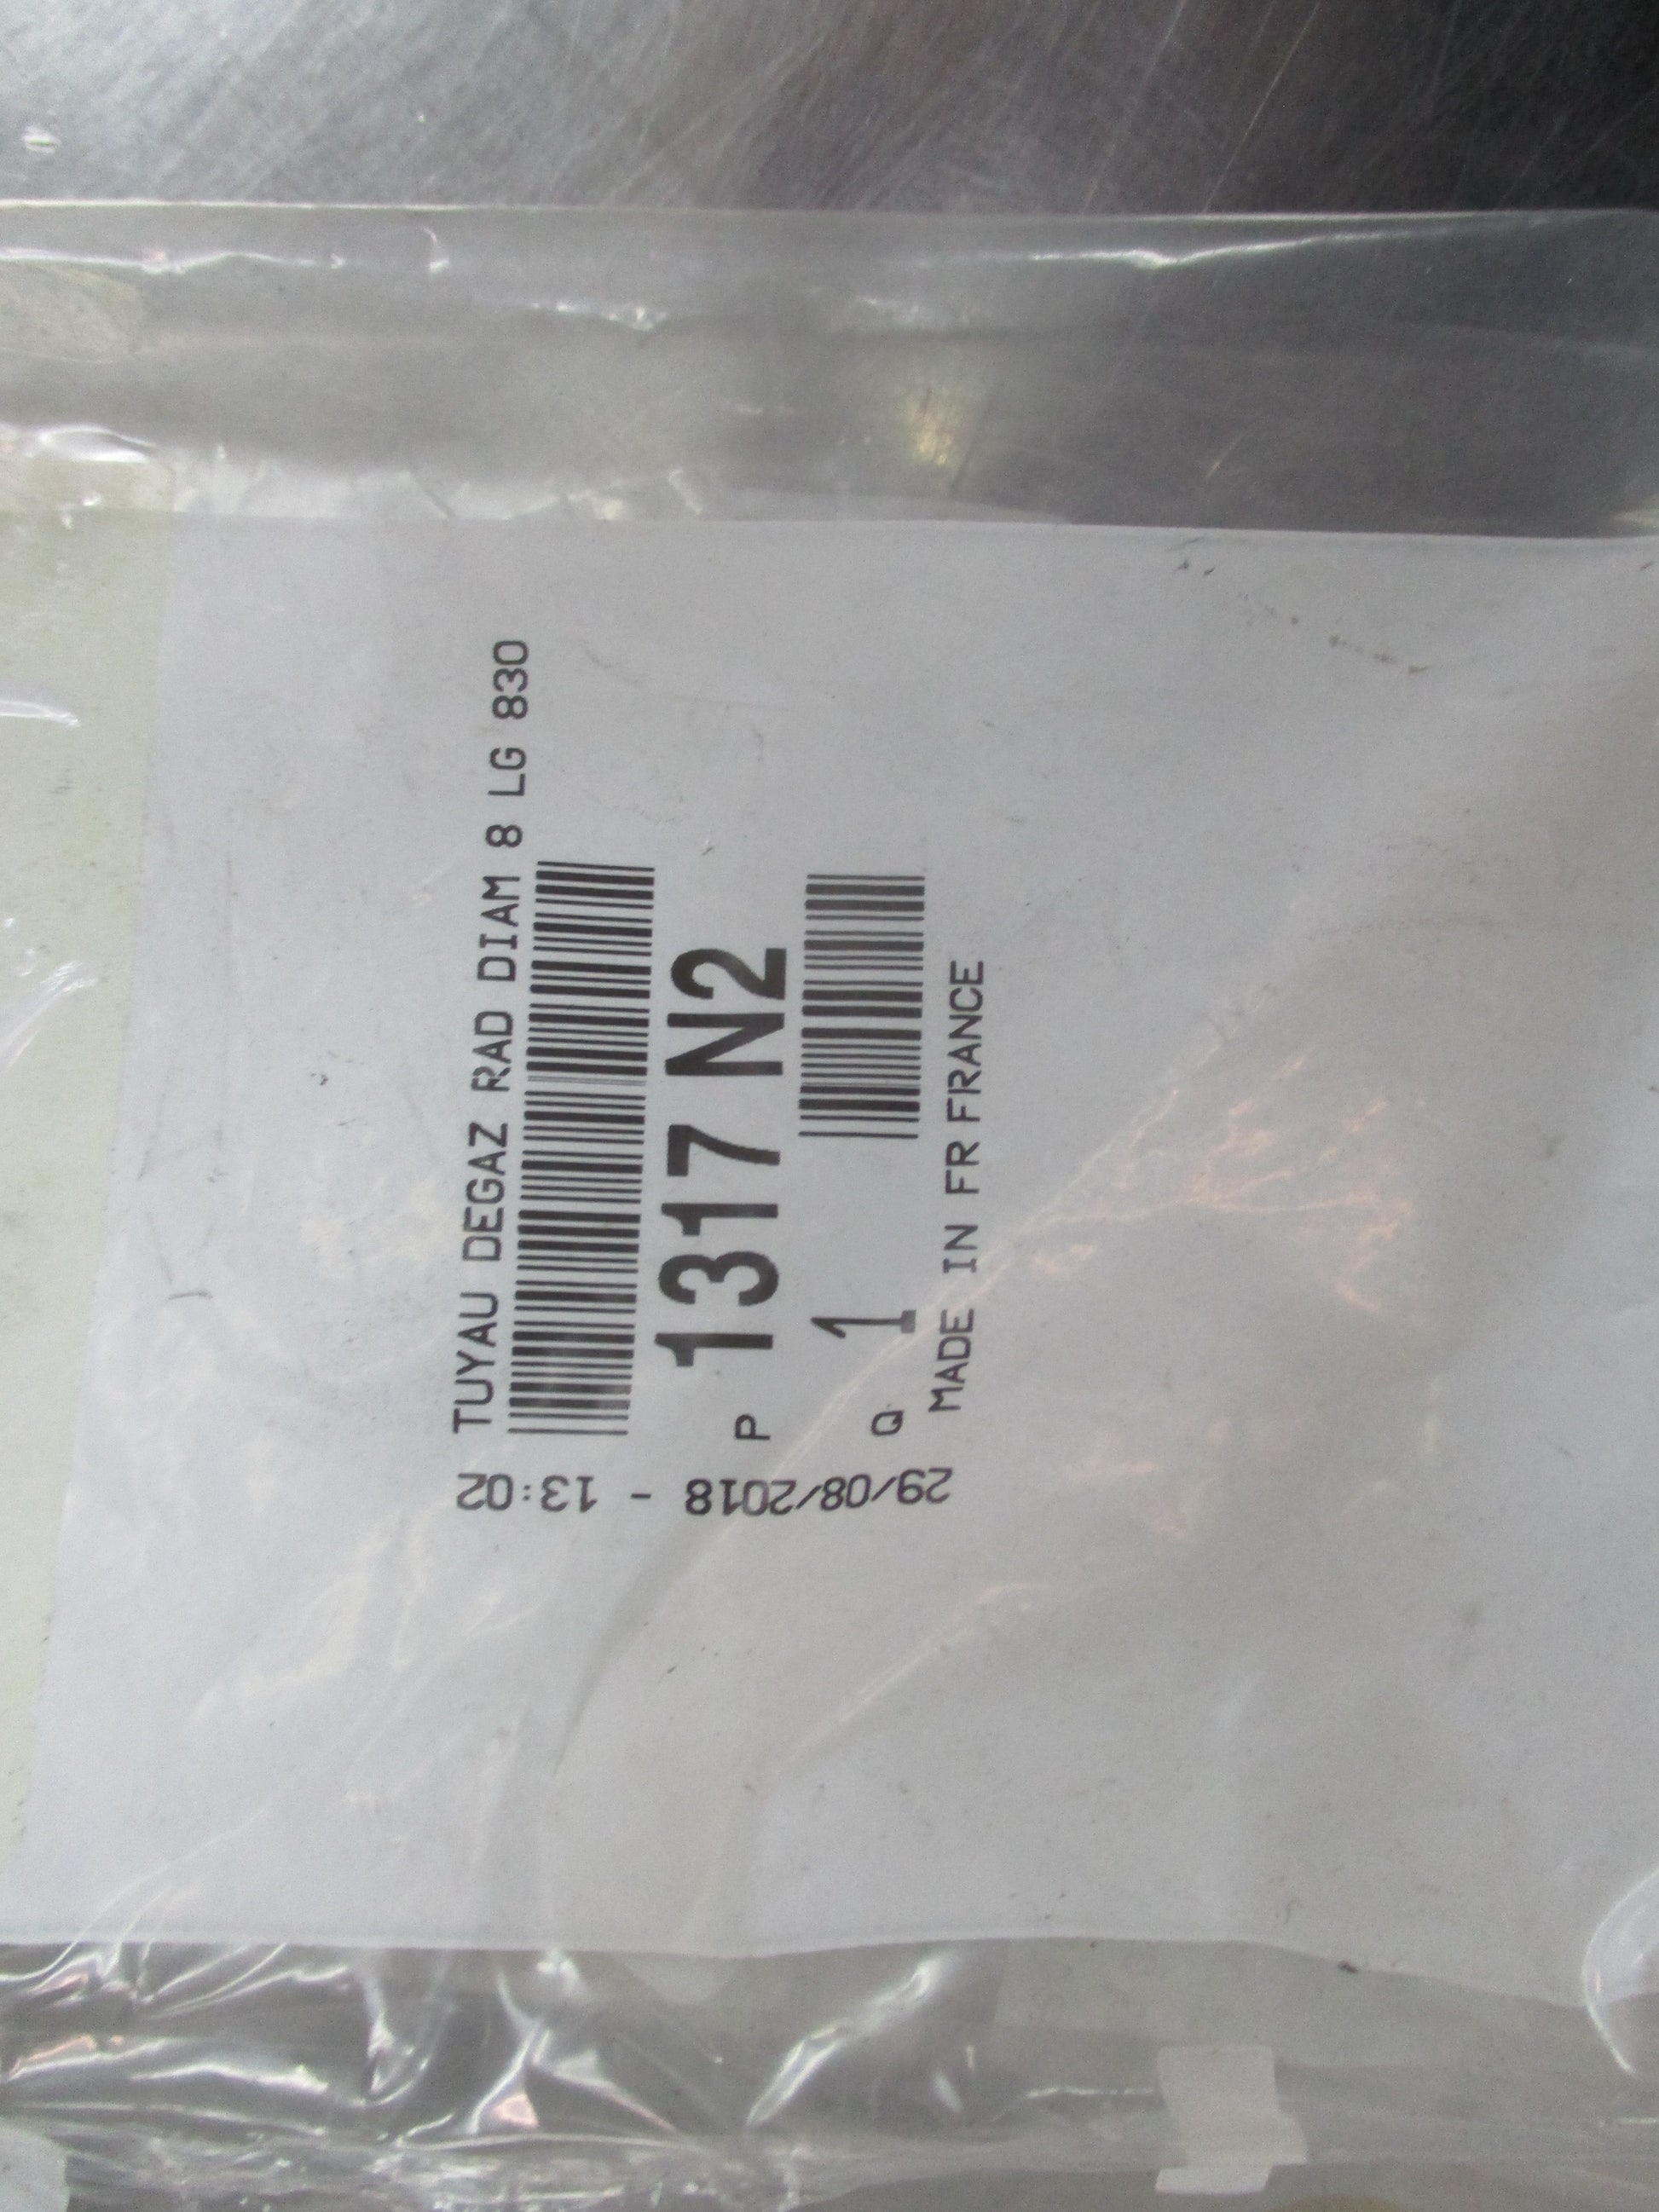 TUYAU DEGAZ RAD DIAM 8 LG 830
P 1317 N2
Q 1
MADE IN FR FRANCE
29/08/2018 - 13:02